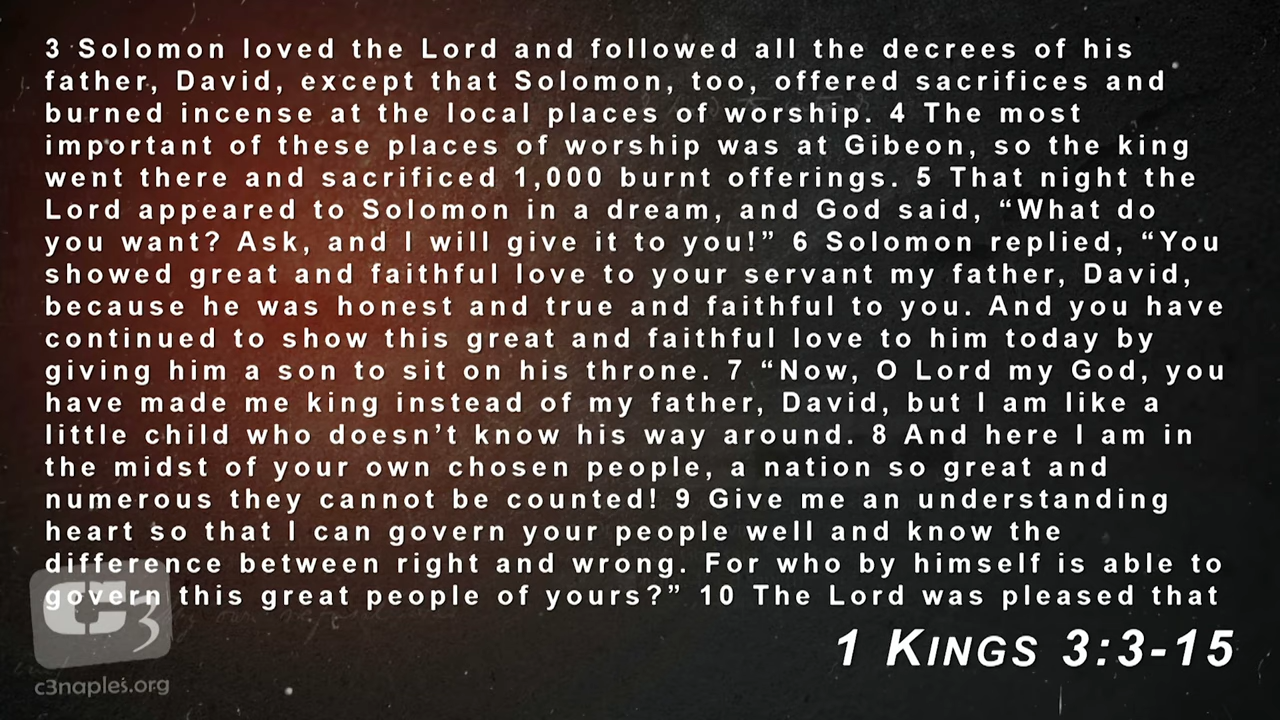 3 Solomon loved the Lord and followed all the decrees of his
father, David, except that Solomon, too, offered sacrifices and
burned incense at the local places of worship. 4 The most
important of these places of worship was at Gibeon, so the king
went there and sacrificed 1,000 burnt offerings. 5 That night the
Lord appeared to Solomon in a dream, and God said, “What do
you want? Ask, and I will give it to you!” 6 Solomon replied, “You
showed great and faithful love to your servant my father, David,
because he was honest and true and faithful to you. And you have
continued to show this great and faithful love to him today by
giving him a son to sit on his throne. 7 “Now, O Lord my God, you
have made me king instead of my father, David, but I am like a
little child who doesn’t know his way around. 8 And here I am in
the midst of your own chosen people, a nation so great and
numerous they cannot be counted! 9 Give me an understanding
heart so that I can govern your people well and know the
difference between right and wrong. For who by himself is able to
govern this great people of yours?” 10 The Lord was pleased that
1 KINGS 3:3-15
C3
c3naples.org